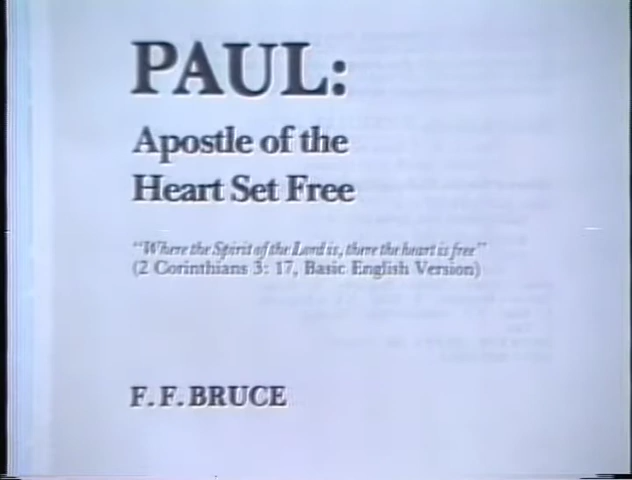 PAUL:
Apostle of the
Heart Set Free
"Where the Spirit of the Lord is, there the heart is free"
(2 Corinthians 3: 17, Basic English Version)
F. F. BRUCE